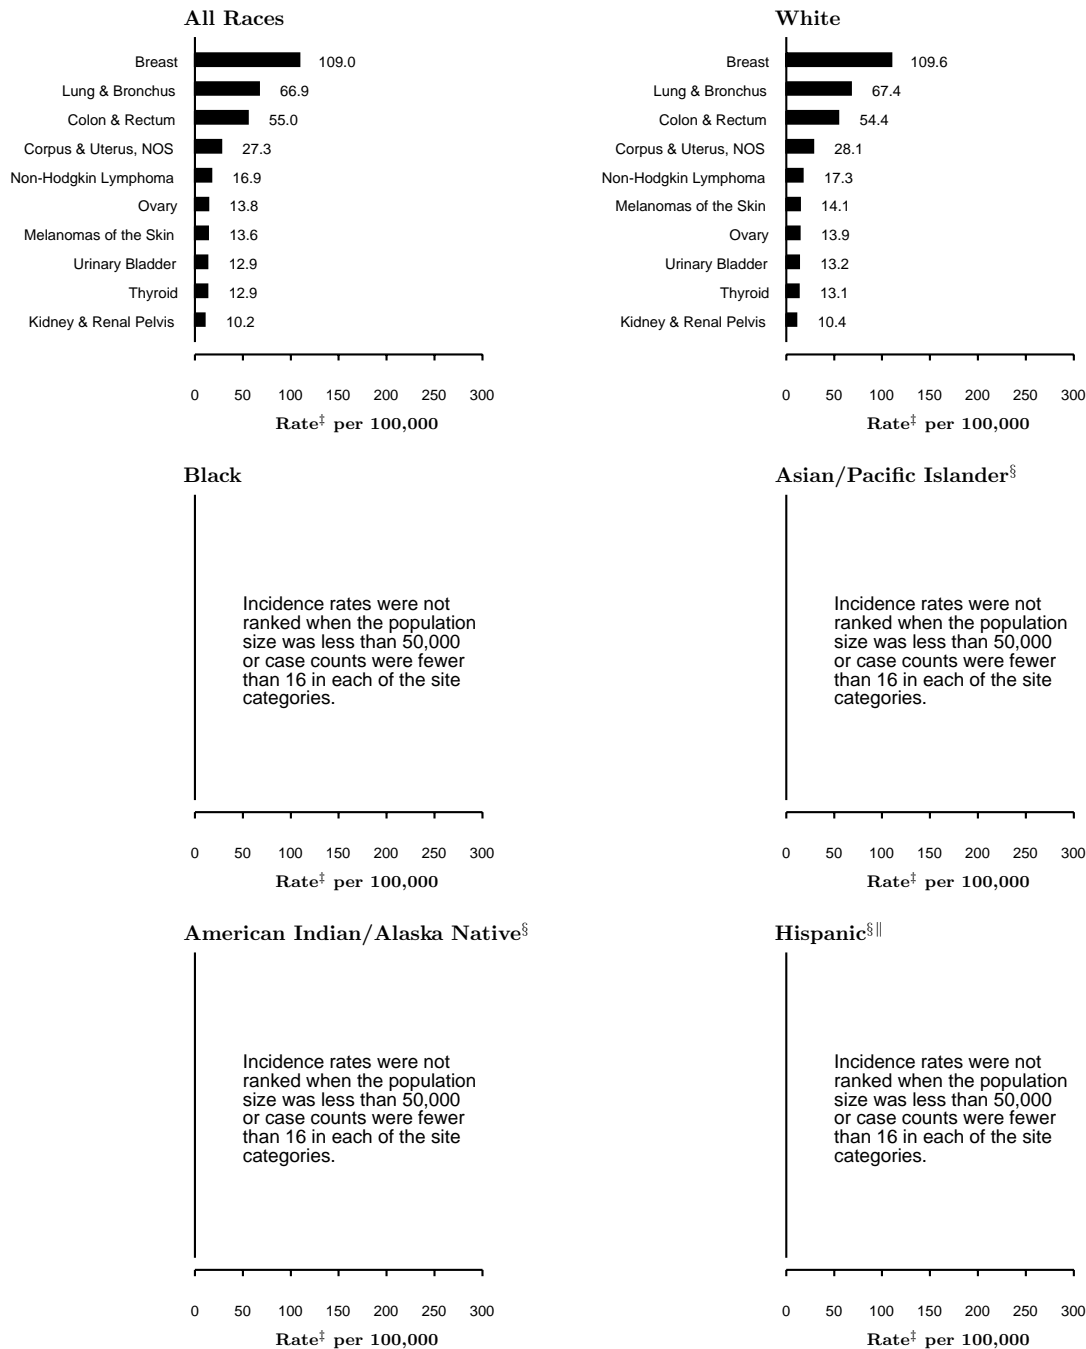 All Races
Breast 109.0
Lung & Bronchus 66.9
Colon & Rectum 55.0
Corpus & Uterus, NOS 27.3
Non-Hodgkin Lymphoma 16.9
Ovary 13.8
Melanomas of the Skin 13.6
Urinary Bladder 12.9
Thyroid 12.9
Kidney & Renal Pelvis 10.2
0 50 100 150 200 250 300
Rate‡ per 100,000
White
Breast 109.6
Lung & Bronchus 67.4
Colon & Rectum 54.4
Corpus & Uterus, NOS 28.1
Non-Hodgkin Lymphoma 17.3
Melanomas of the Skin 14.1
Ovary 13.9
Urinary Bladder 13.2
Thyroid 13.1
Kidney & Renal Pelvis 10.4
0 50 100 150 200 250 300
Rate‡ per 100,000
Black
Incidence rates were not
ranked when the population
size was less than 50,000
or case counts were fewer
than 16 in each of the site
categories.
0 50 100 150 200 250 300
Rate‡ per 100,000
Asian/Pacific Islander§
Incidence rates were not
ranked when the population
size was less than 50,000
or case counts were fewer
than 16 in each of the site
categories.
0 50 100 150 200 250 300
Rate‡ per 100,000
American Indian/Alaska Native§
Incidence rates were not
ranked when the population
size was less than 50,000
or case counts were fewer
than 16 in each of the site
categories.
0 50 100 150 200 250 300
Rate‡ per 100,000
Hispanic§‖
Incidence rates were not
ranked when the population
size was less than 50,000
or case counts were fewer
than 16 in each of the site
categories.
0 50 100 150 200 250 300
Rate‡ per 100,000